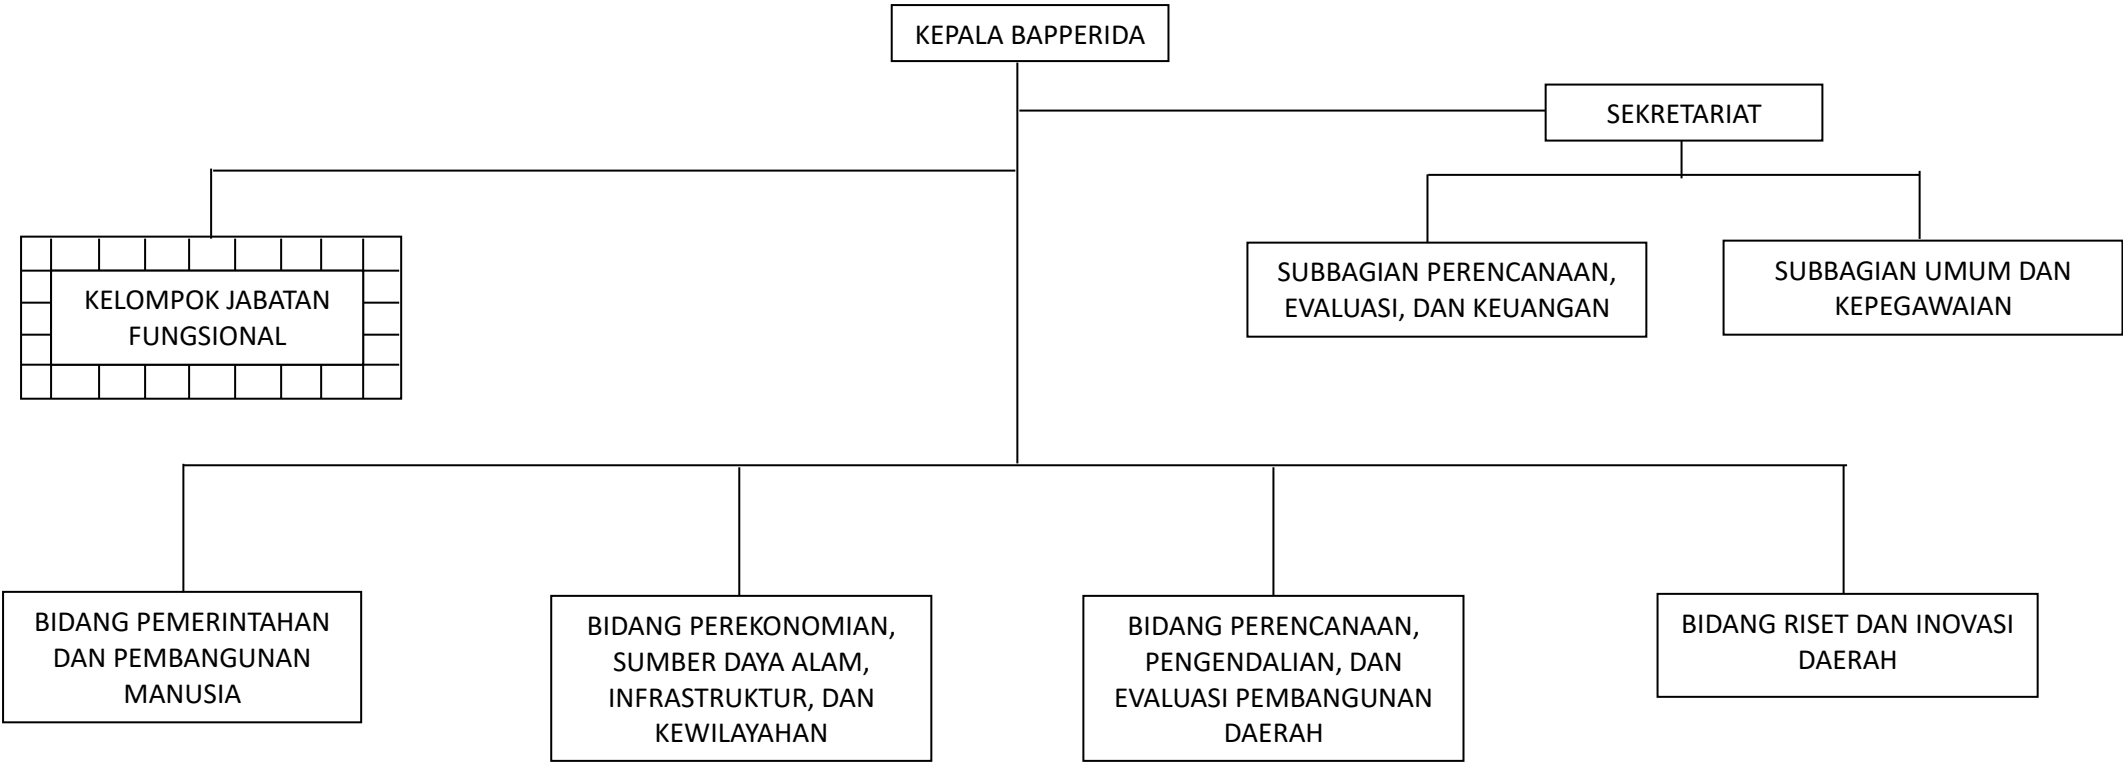 KEPALA BAPPERIDA
SEKRETARIAT
KELOMPOK JABATAN
FUNGSIONAL
SUBBAGIAN PERENCANAAN,
EVALUASI, DAN KEUANGAN
SUBBAGIAN UMUM DAN
KEPEGAWAIAN
BIDANG PEMERINTAHAN
DAN PEMBANGUNAN
MANUSIA
BIDANG PEREKONOMIAN,
SUMBER DAYA ALAM,
INFRASTRUKTUR, DAN
KEWILAYAHAN
BIDANG PERENCANAAN,
PENGENDALIAN, DAN
EVALUASI PEMBANGUNAN
DAERAH
BIDANG RISET DAN INOVASI
DAERAH